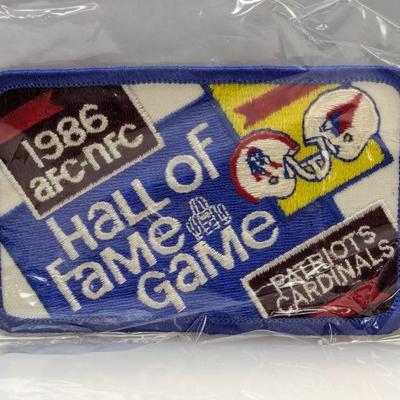 1986
aFC-nFC
HaLL OF
FaMe
Game
PATRIOTS
CARDINALS